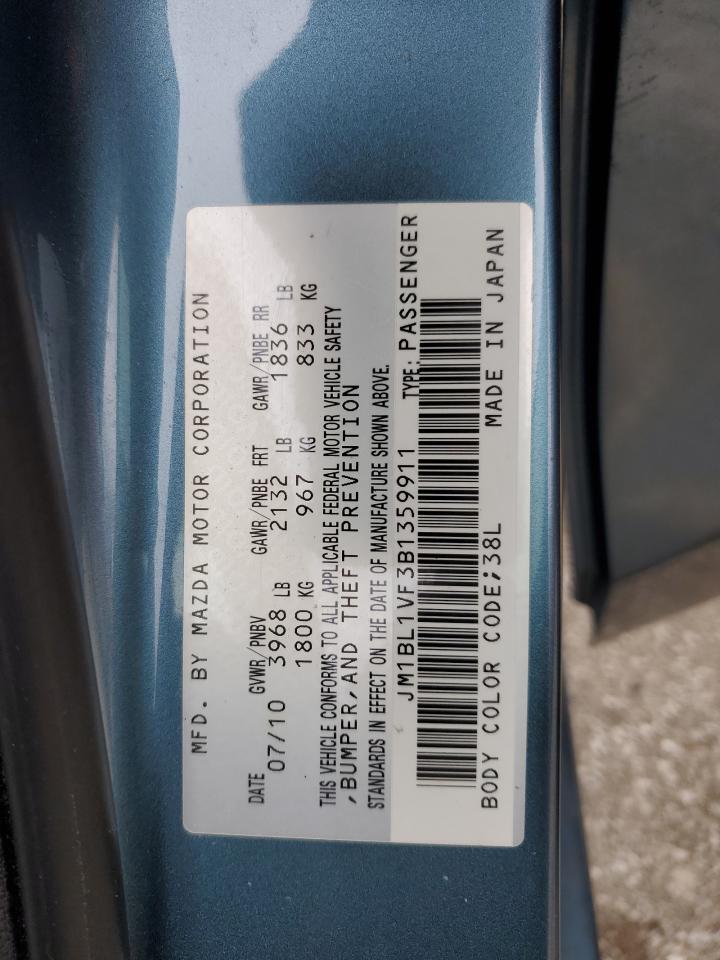 MFD. BY MAZDA MOTOR CORPORATION
DATE GVWR/PNBV GAWR/PNBE FRT GAWR/PNBE RR
07/10 3968 LB 2132 LB 1836 LB
1800 KG 967 KG 833 KG
THIS VEHICLE CONFORMS TO ALL APPLICABLE FEDERAL MOTOR VEHICLE SAFETY
,BUMPER,AND THEFT PREVENTION
STANDARDS IN EFFECT ON THE DATE OF MANUFACTURE SHOWN ABOVE.
JM1BL1VF3B1359911 TYPE: PASSENGER
BODY COLOR CODE;38L MADE IN JAPAN